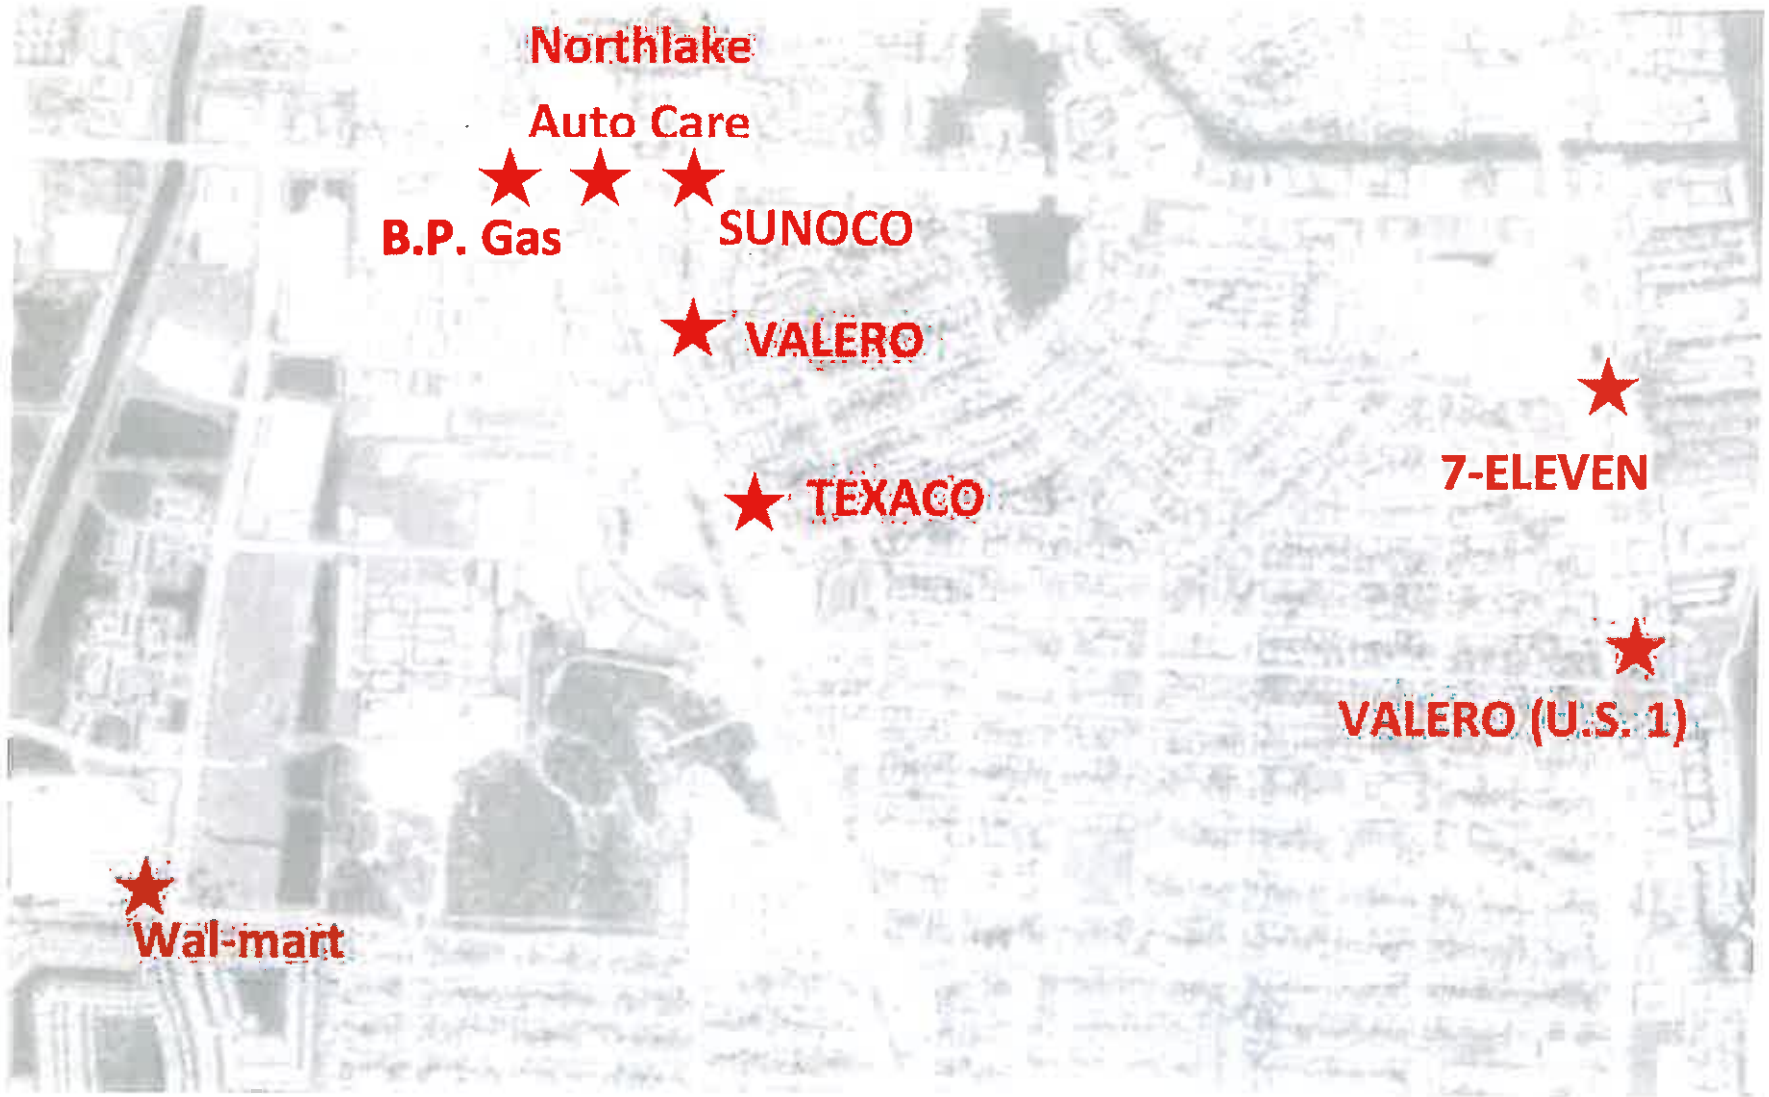 Northlake
Auto Care
B.P. Gas
SUNOCO
VALERO
TEXACO
7-ELEVEN
VALERO (U.S. 1)
Wal-mart